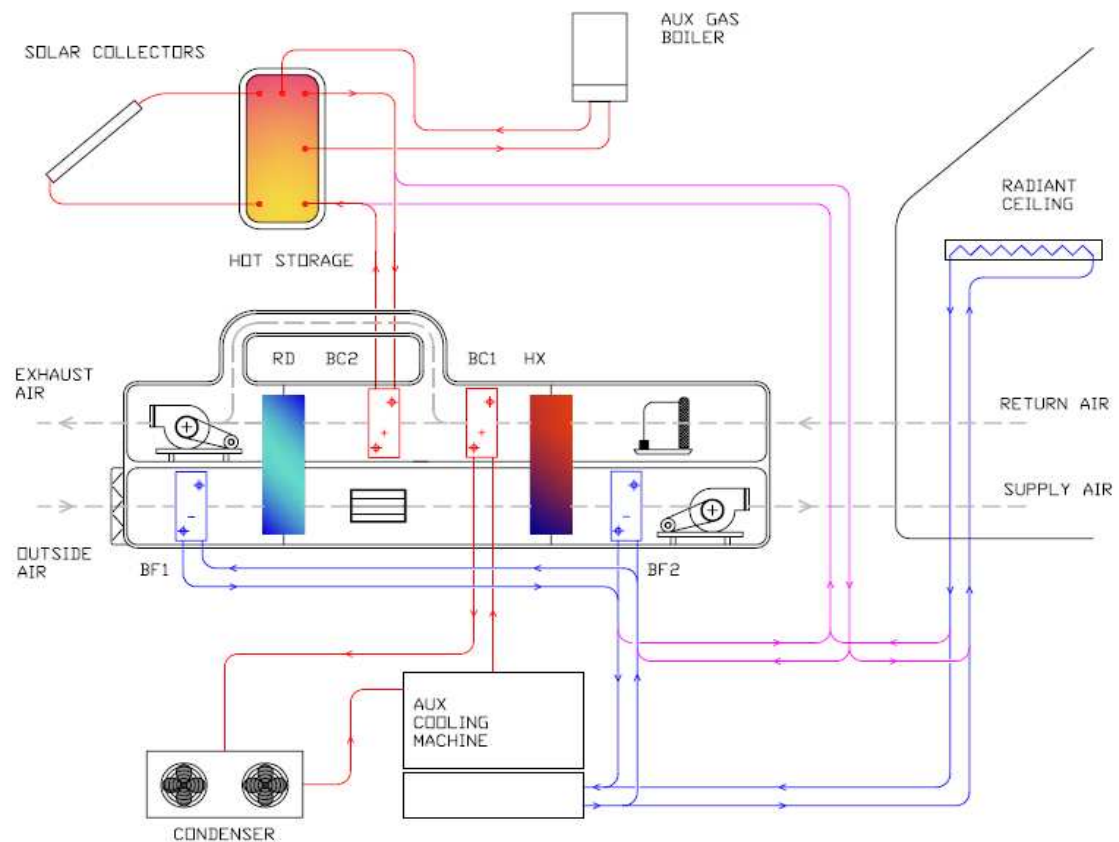 AUX GAS
BOILER
SOLAR COLLECTORS
RADIANT
CEILING
HOT STORAGE
RD
BC2
BC1
HX
EXHAUST
AIR
RETURN AIR
SUPPLY AIR
OUTSIDE
AIR
BF1
BF2
AUX
COOLING
MACHINE
CONDENSER